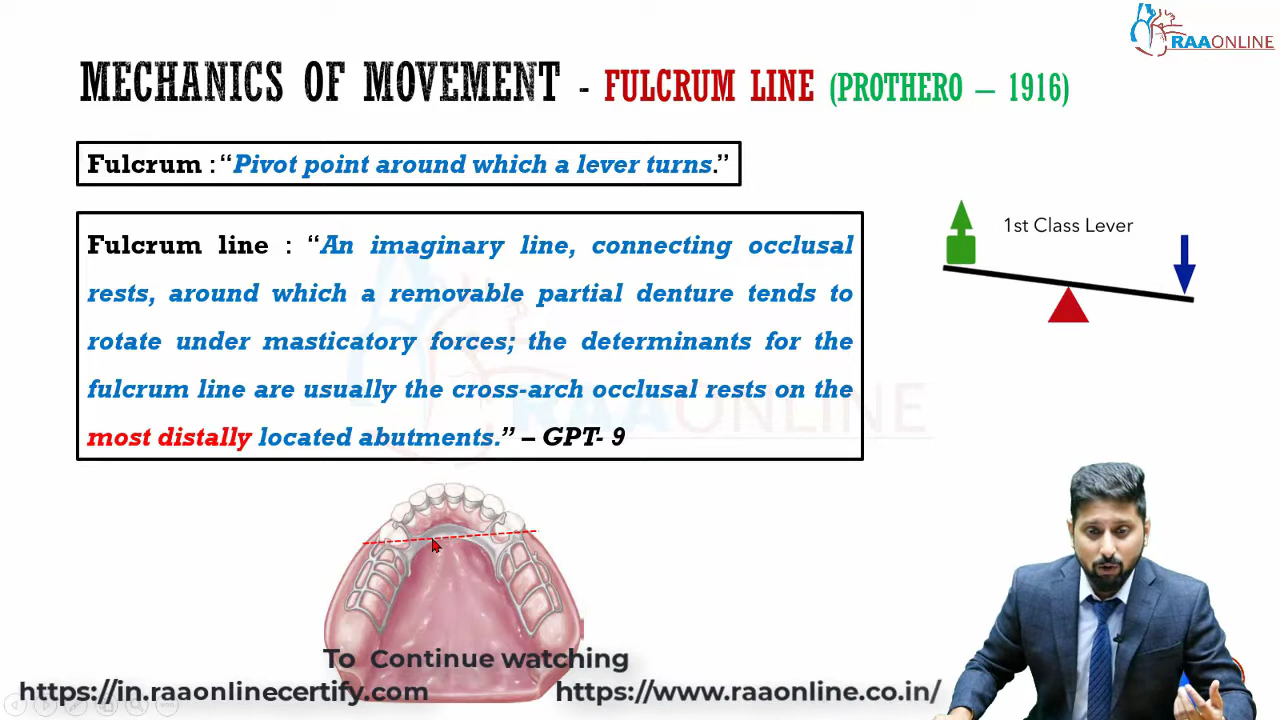 RAAONLINE
MECHANICS OF MOVEMENT - FULCRUM LINE (PROTHERO – 1916)
Fulcrum : “Pivot point around which a lever turns.”
1st Class Lever
Fulcrum line : “An imaginary line, connecting occlusal
rests, around which a removable partial denture tends to
rotate under masticatory forces; the determinants for the
fulcrum line are usually the cross-arch occlusal rests on the
most distally located abutments.” – GPT- 9
RAAONLINE
To Continue watching
https://in.raaonlinecertify.com https://www.raaonline.co.in/